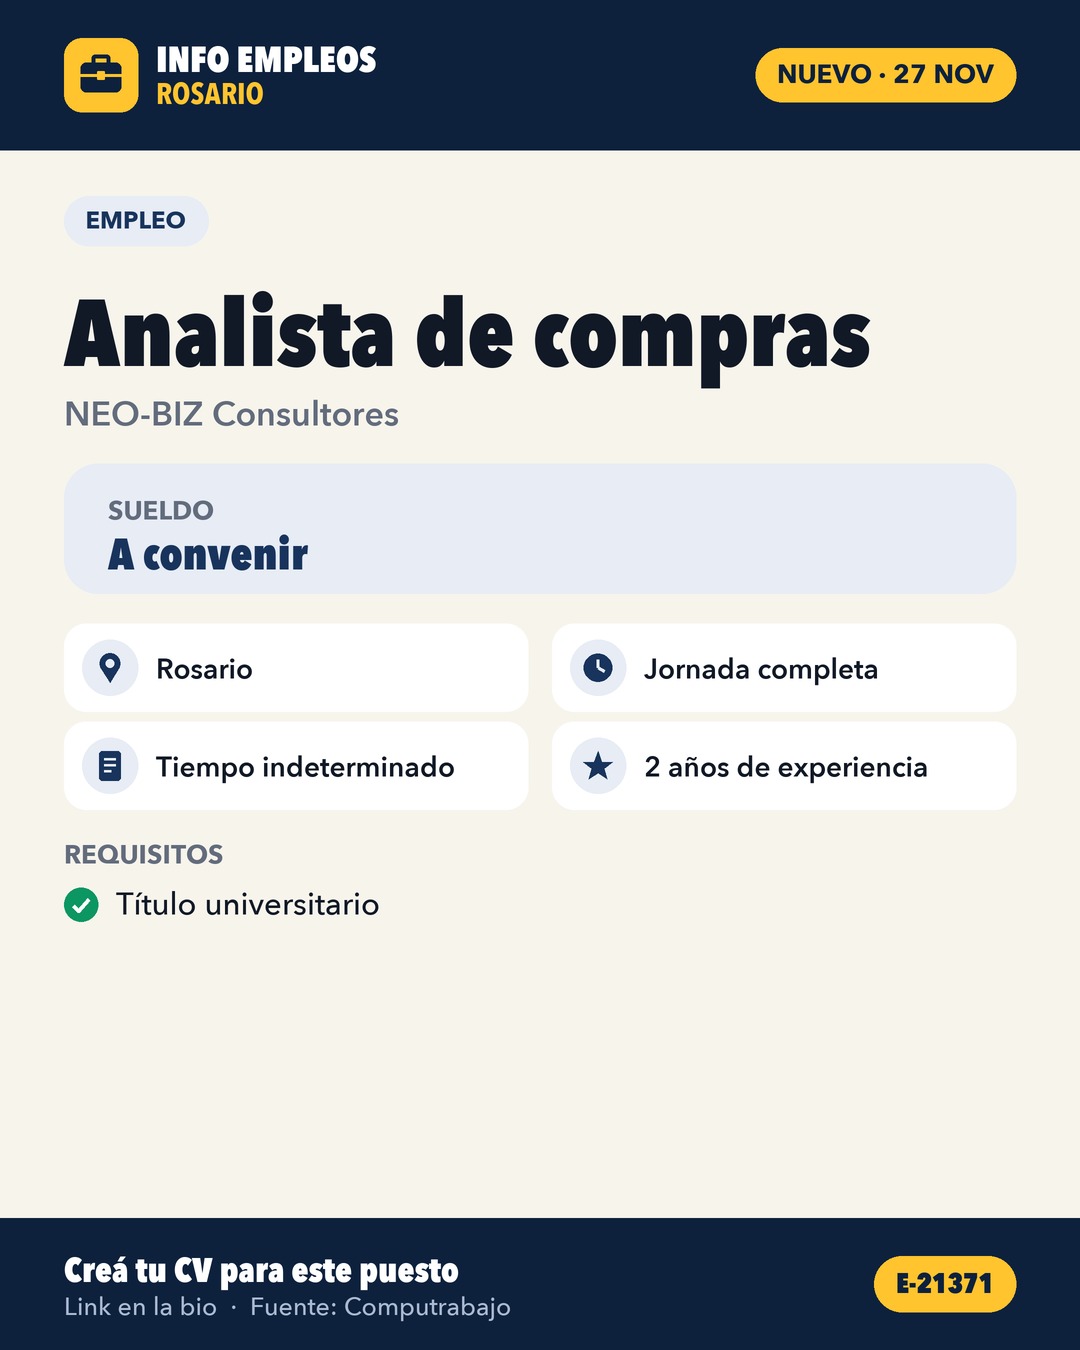 INFO EMPLEOS
ROSARIO
NUEVO · 27 NOV
EMPLEO
Analista de compras
NEO-BIZ Consultores
SUELDO
A convenir
Rosario
Jornada completa
Tiempo indeterminado
2 años de experiencia
REQUISITOS
Título universitario
Creá tu CV para este puesto
Link en la bio · Fuente: Computrabajo
E-21371